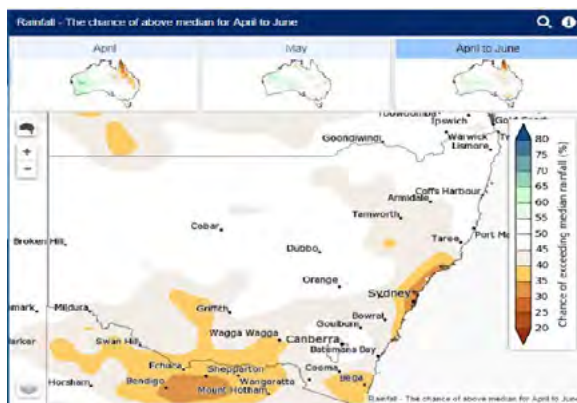 Rainfall - The chance of above median for April to June
April
May
April to June
Toowoomba
Ipswich
Gold Coast
Goondiwindi
Warwick
Lismore
Coffs Harbour
Armidale
Tamworth
Cobar
Port Ma
Broken Hill
Taree
Dubbo
Orange
Sydney
mark
Mildura
Griffith
Bowral
Goulburn
Wagga Wagga
Canberra
arker
Swan Hill
Batemans Bay
Echuca
Shepparton
Cooma
Horsham
Bendigo
Wangaratta
Bega
Mount Hotham
80
75
70
65
60
55
50
45
40
35
30
25
20
Chance of exceeding median rainfall (%)
Rainfall - The chance of above median for April to June